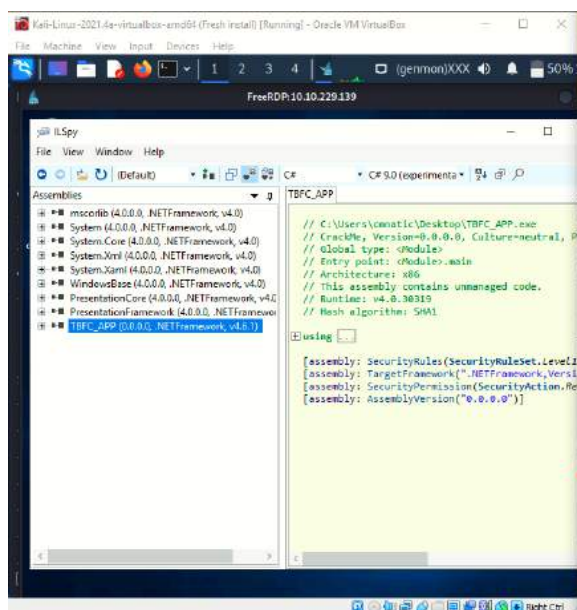 Kali-Linux-2021.4a-virtualbox-amd64 (Fresh install) [Running] - Oracle VM VirtualBox
File Machine View Input Devices Help
1 2 3 4 (genmon)XXX 50%
FreeRDP:10.10.229.139
ILSpy
File View Window Help
(Default) C# C# 9.0 (experimenta
Assemblies
TBFC_APP
mscorlib (4.0.0.0, .NETFramework, v4.0)
System (4.0.0.0, .NETFramework, v4.0)
System.Core (4.0.0.0, .NETFramework, v4.0)
System.Xml (4.0.0.0, .NETFramework, v4.0)
System.Xaml (4.0.0.0, .NETFramework, v4.0)
WindowsBase (4.0.0.0, .NETFramework, v4.0)
PresentationCore (4.0.0.0, .NETFramework, v4.0
PresentationFramework (4.0.0.0, .NETFramewor
TBFC_APP (0.0.0.0, .NETFramework, v4.6.1)
// C:\Users\cmnatic\Desktop\TBFC_APP.exe
// CrackMe, Version=0.0.0.0, Culture=neutral, P
// Global type: <Module>
// Entry point: <Module>.main
// Architecture: x86
// This assembly contains unmanaged code.
// Runtime: v4.0.30319
// Hash algorithm: SHA1
using ...
[assembly: SecurityRules(SecurityRuleSet.Level1
[assembly: TargetFramework(".NETFramework,Versi
[assembly: SecurityPermission(SecurityAction.Re
[assembly: AssemblyVersion("0.0.0.0")]
Right Ctrl